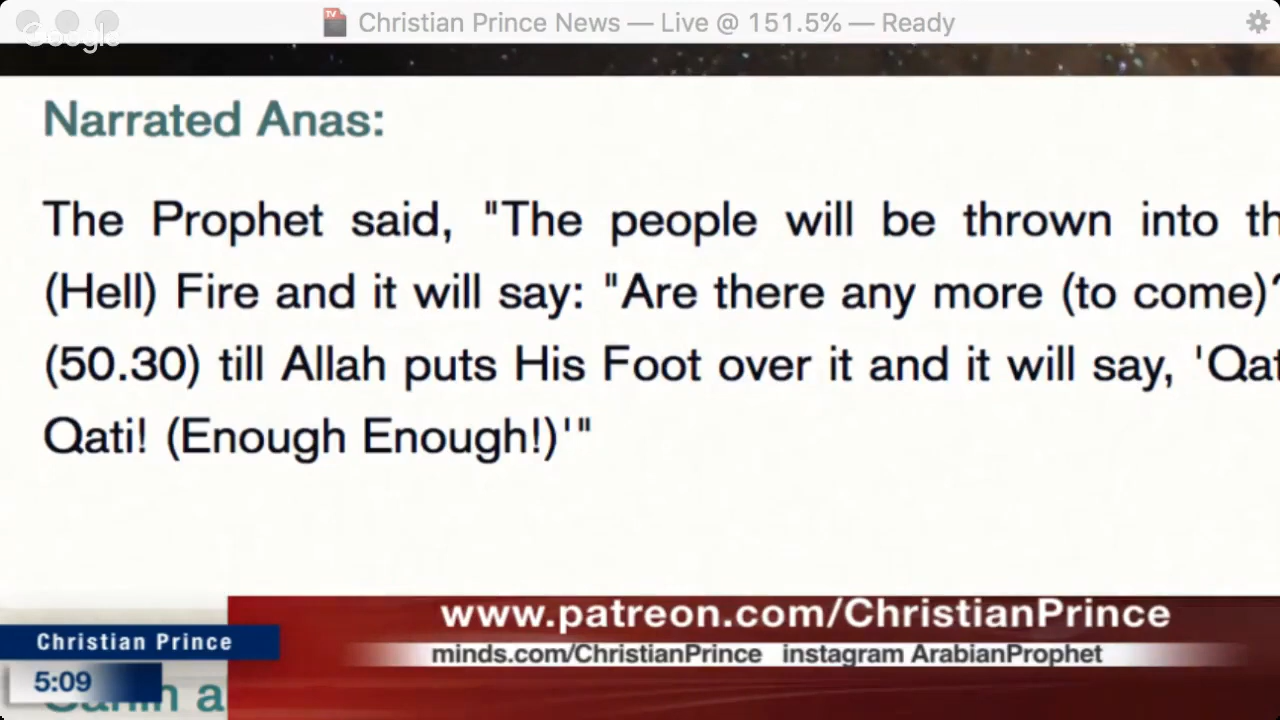 Christian Prince News — Live @ 151.5% — Ready
Google
Narrated Anas:
The Prophet said, "The people will be thrown into th
(Hell) Fire and it will say: "Are there any more (to come)?
(50.30) till Allah puts His Foot over it and it will say, 'Qat
Qati! (Enough Enough!)'"
www.patreon.com/ChristianPrince
Christian Prince
minds.com/ChristianPrince instagram ArabianProphet
5:09